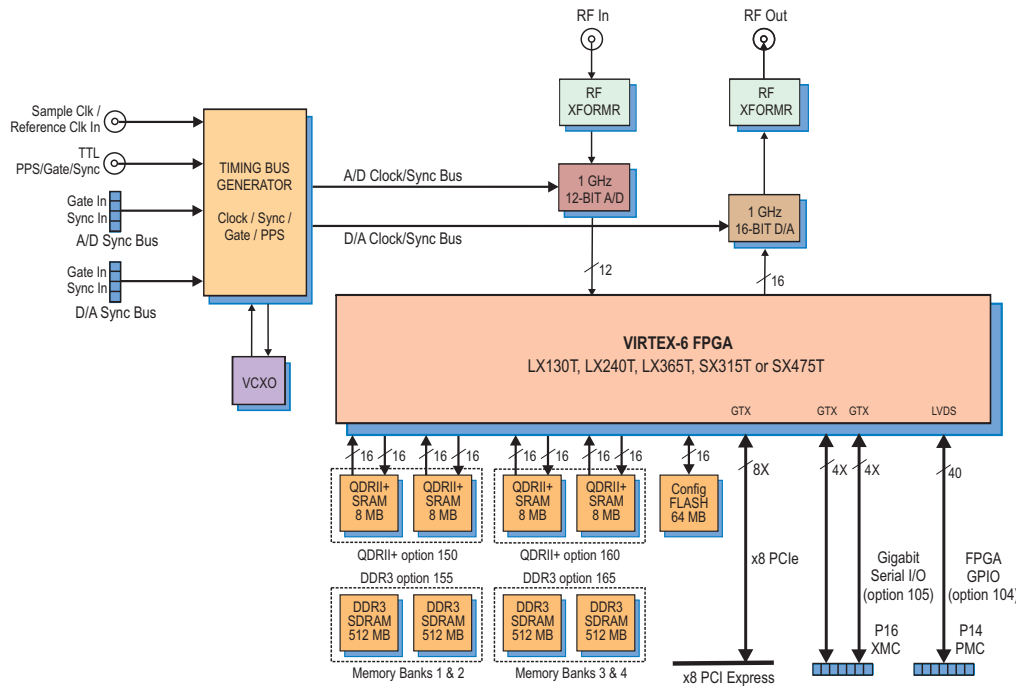 RF In
RF Out
Sample Clk /
Reference Clk In
TTL
PPS/Gate/Sync
Gate In
Sync In
A/D Sync Bus
Gate In
Sync In
D/A Sync Bus
TIMING BUS
GENERATOR
Clock / Sync /
Gate / PPS
VCXO
A/D Clock/Sync Bus
D/A Clock/Sync Bus
RF
XFORMR
RF
XFORMR
1 GHz
12-BIT A/D
1 GHz
16-BIT D/A
12
16
VIRTEX-6 FPGA
LX130T, LX240T, LX365T, SX315T or SX475T
GTX
GTX
GTX
LVDS
16
16
16
16
16
16
16
16
16
8X
4X
4X
40
QDRII+
SRAM
8 MB
QDRII+
SRAM
8 MB
QDRII+
SRAM
8 MB
QDRII+
SRAM
8 MB
Config
FLASH
64 MB
QDRII+ option 150
QDRII+ option 160
DDR3 option 155
DDR3 option 165
DDR3
SDRAM
512 MB
DDR3
SDRAM
512 MB
DDR3
SDRAM
512 MB
DDR3
SDRAM
512 MB
Memory Banks 1 & 2
Memory Banks 3 & 4
x8 PCIe
x8 PCI Express
Gigabit
Serial I/O
(option 105)
P16
XMC
FPGA
GPIO
(option 104)
P14
PMC